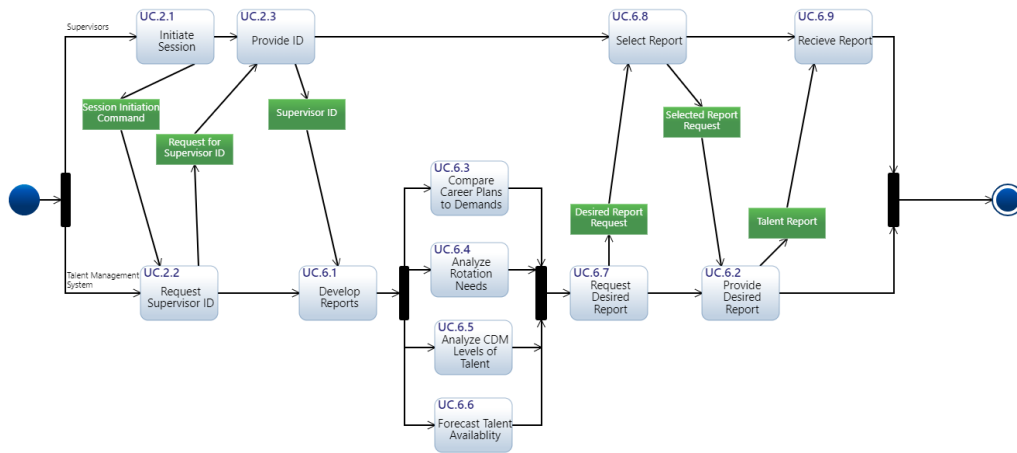 UC.2.1
Initiate
Session
UC.2.3
Provide ID
UC.6.8
Select Report
UC.6.9
Recieve Report
Supervisors
Session Initiation
Command
Request for
Supervisor ID
Supervisor ID
Selected Report
Request
UC.6.3
Compare
Career Plans
to Demands
Desired Report
Request
Talent Report
Talent Management
System
UC.2.2
Request
Supervisor ID
UC.6.1
Develop
Reports
UC.6.4
Analyze
Rotation
Needs
UC.6.7
Request
Desired
Report
UC.6.2
Provide
Desired
Report
UC.6.5
Analyze CDM
Levels of
Talent
UC.6.6
Forecast Talent
Availablity